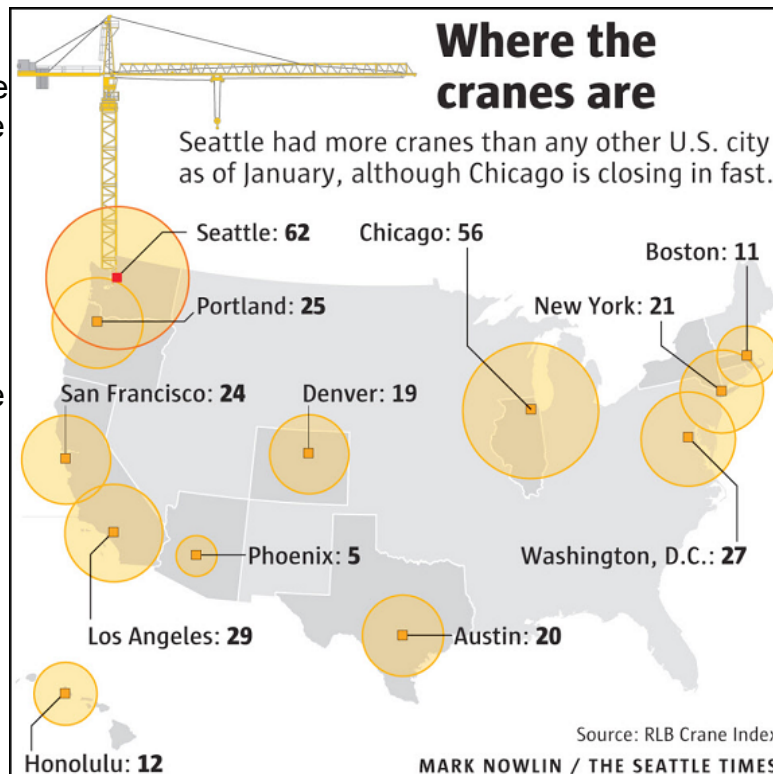 e
e
e
Where the
cranes are
Seattle had more cranes than any other U.S. city
as of January, although Chicago is closing in fast.
Seattle: 62
Chicago: 56
Boston: 11
Portland: 25
New York: 21
San Francisco: 24
Denver: 19
Phoenix: 5
Washington, D.C.: 27
Los Angeles: 29
Austin: 20
Honolulu: 12
Source: RLB Crane Index
MARK NOWLIN / THE SEATTLE TIMES